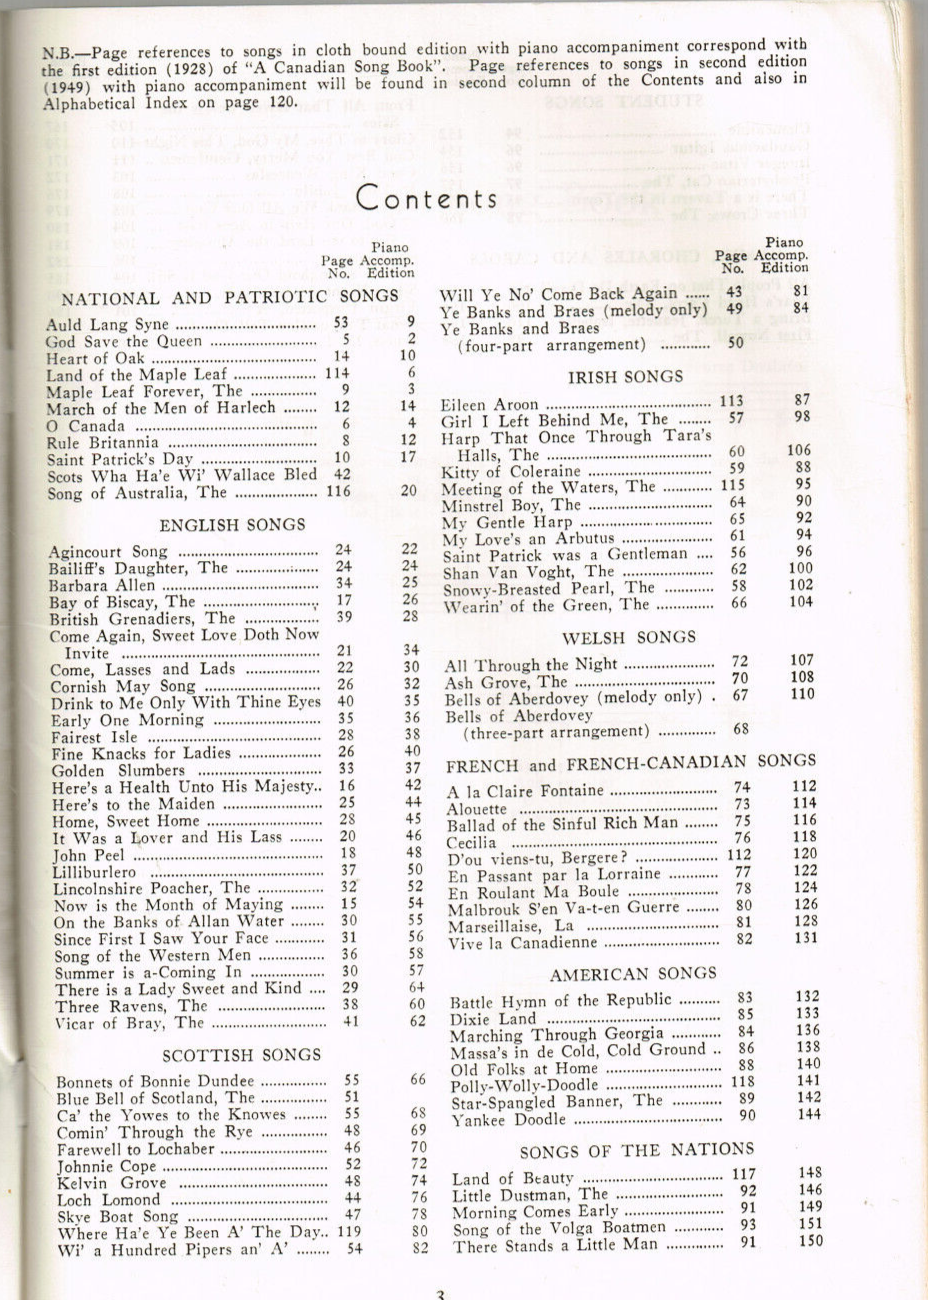 N.B.—Page references to songs in cloth bound edition with piano accompaniment correspond with
the first edition (1928) of "A Canadian Song Book". Page references to songs in second edition
(1949) with piano accompaniment will be found in second column of the Contents and also in
Alphabetical Index on page 120.
Contents
Piano
Page Accomp.
No. Edition
NATIONAL AND PATRIOTIC SONGS
Auld Lang Syne 53 9
God Save the Queen 5 2
Heart of Oak 14 10
Land of the Maple Leaf 114 6
Maple Leaf Forever, The 9 3
March of the Men of Harlech 12 14
O Canada 6 4
Rule Britannia 8 12
Saint Patrick's Day 10 17
Scots Wha Ha'e Wi' Wallace Bled 42
Song of Australia, The 116 20
ENGLISH SONGS
Agincourt Song 24 22
Bailiff's Daughter, The 24 24
Barbara Allen 34 25
Bay of Biscay, The 17 26
British Grenadiers, The 39 28
Come Again, Sweet Love Doth Now
Invite 21 34
Come, Lasses and Lads 22 30
Cornish May Song 26 32
Drink to Me Only With Thine Eyes 40 35
Early One Morning 35 36
Fairest Isle 28 38
Fine Knacks for Ladies 26 40
Golden Slumbers 33 37
Here's a Health Unto His Majesty.. 16 42
Here's to the Maiden 25 44
Home, Sweet Home 28 45
It Was a Lover and His Lass 20 46
John Peel 18 48
Lilliburlero 37 50
Lincolnshire Poacher, The 32 52
Now is the Month of Maying 15 54
On the Banks of Allan Water 30 55
Since First I Saw Your Face 31 56
Song of the Western Men 36 58
Summer is a-Coming In 30 57
There is a Lady Sweet and Kind 29 64
Three Ravens, The 38 60
Vicar of Bray, The 41 62
SCOTTISH SONGS
Bonnets of Bonnie Dundee 55 66
Blue Bell of Scotland, The 51
Ca' the Yowes to the Knowes 55 68
Comin' Through the Rye 48 69
Farewell to Lochaber 46 70
Johnnie Cope 52 72
Kelvin Grove 48 74
Loch Lomond 44 76
Skye Boat Song 47 78
Where Ha'e Ye Been A' The Day.. 119 80
Wi' a Hundred Pipers an' A' 54 82
Piano
Page Accomp.
No. Edition
Will Ye No' Come Back Again 43 81
Ye Banks and Braes (melody only) 49 84
Ye Banks and Braes
(four-part arrangement) 50
IRISH SONGS
Eileen Aroon 113 87
Girl I Left Behind Me, The 57 98
Harp That Once Through Tara's
Halls, The 60 106
Kitty of Coleraine 59 88
Meeting of the Waters, The 115 95
Minstrel Boy, The 64 90
My Gentle Harp 65 92
My Love's an Arbutus 61 94
Saint Patrick was a Gentleman 56 96
Shan Van Voght, The 62 100
Snowy-Breasted Pearl, The 58 102
Wearin' of the Green, The 66 104
WELSH SONGS
All Through the Night 72 107
Ash Grove, The 70 108
Bells of Aberdovey (melody only) . 67 110
Bells of Aberdovey
(three-part arrangement) 68
FRENCH and FRENCH-CANADIAN SONGS
A la Claire Fontaine 74 112
Alouette 73 114
Ballad of the Sinful Rich Man 75 116
Cecilia 76 118
D'ou viens-tu, Bergere? 112 120
En Passant par la Lorraine 77 122
En Roulant Ma Boule 78 124
Malbrouk S'en Va-t-en Guerre 80 126
Marseillaise, La 81 128
Vive la Canadienne 82 131
AMERICAN SONGS
Battle Hymn of the Republic 83 132
Dixie Land 85 133
Marching Through Georgia 84 136
Massa's in de Cold, Cold Ground .. 86 138
Old Folks at Home 88 140
Polly-Wolly-Doodle 118 141
Star-Spangled Banner, The 89 142
Yankee Doodle 90 144
SONGS OF THE NATIONS
Land of Beauty 117 148
Little Dustman, The 92 146
Morning Comes Early 91 149
Song of the Volga Boatmen 93 151
There Stands a Little Man 91 150
3